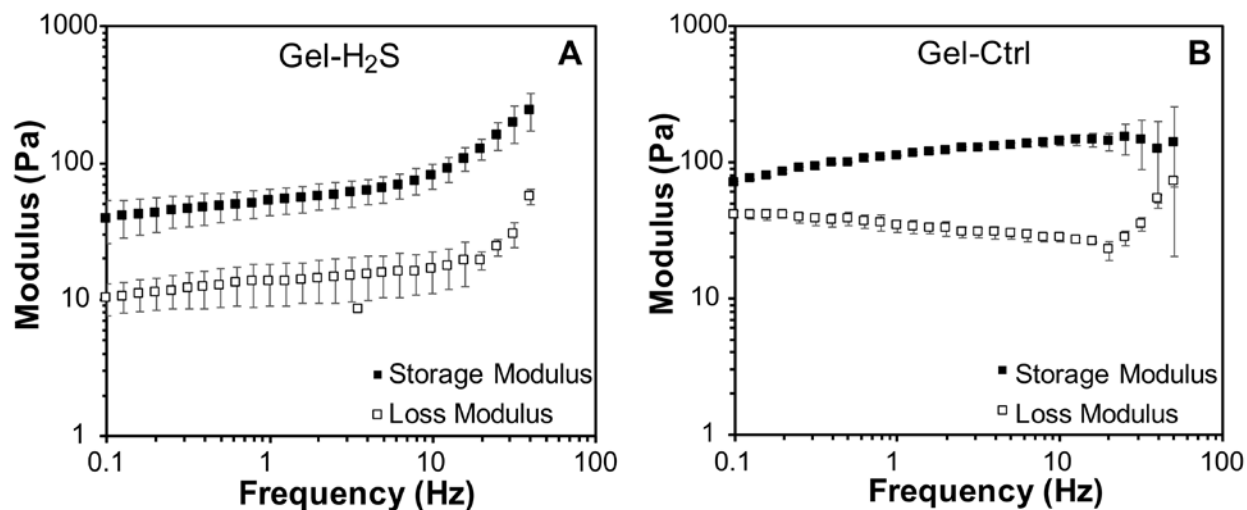 Gel-H₂S
A
1000
100
10
1
Modulus (Pa)
■ Storage Modulus
□ Loss Modulus
0.1 1 10 100
Frequency (Hz)
Gel-Ctrl
B
1000
100
10
1
Modulus (Pa)
■ Storage Modulus
□ Loss Modulus
0.1 1 10 100
Frequency (Hz)